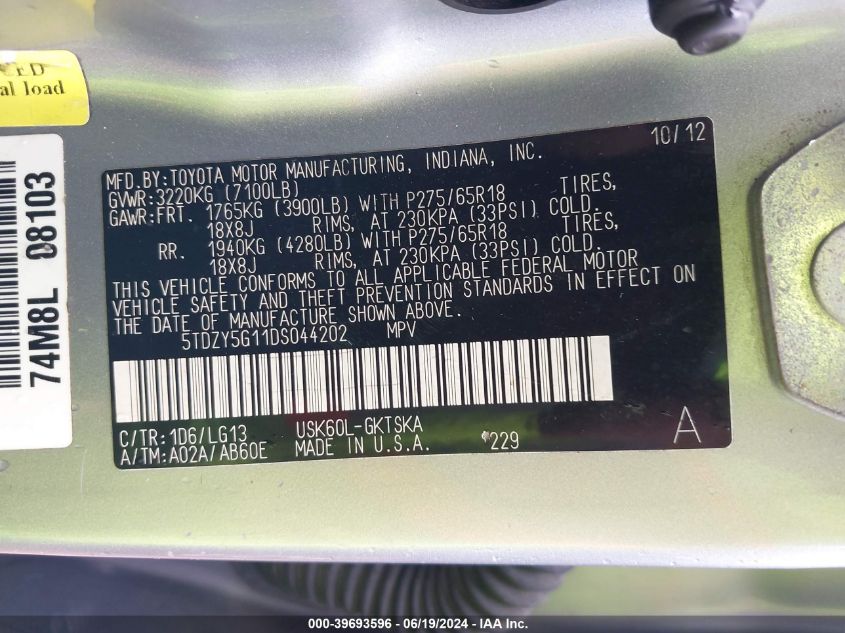 CED
al load
74M8L 08103
10/12
MFD.BY:TOYOTA MOTOR MANUFACTURING, INDIANA, INC.
GVWR:3220KG (7100LB)
GAWR:FRT. 1765KG (3900LB) WITH P275/65R18 TIRES,
18X8J RIMS, AT 230KPA (33PSI) COLD.
RR. 1940KG (4280LB) WITH P275/65R18 TIRES,
18X8J RIMS, AT 230KPA (33PSI) COLD.
THIS VEHICLE CONFORMS TO ALL APPLICABLE FEDERAL MOTOR
VEHICLE SAFETY AND THEFT PREVENTION STANDARDS IN EFFECT ON
THE DATE OF MANUFACTURE SHOWN ABOVE.
5TDZY5G11DS044202 MPV
C/TR:1D6/LG13 USK60L-GKTSKA
A/TM:A02A/AB60E MADE IN U.S.A. *229 A
000-39693596 - 06/19/2024 - IAA Inc.